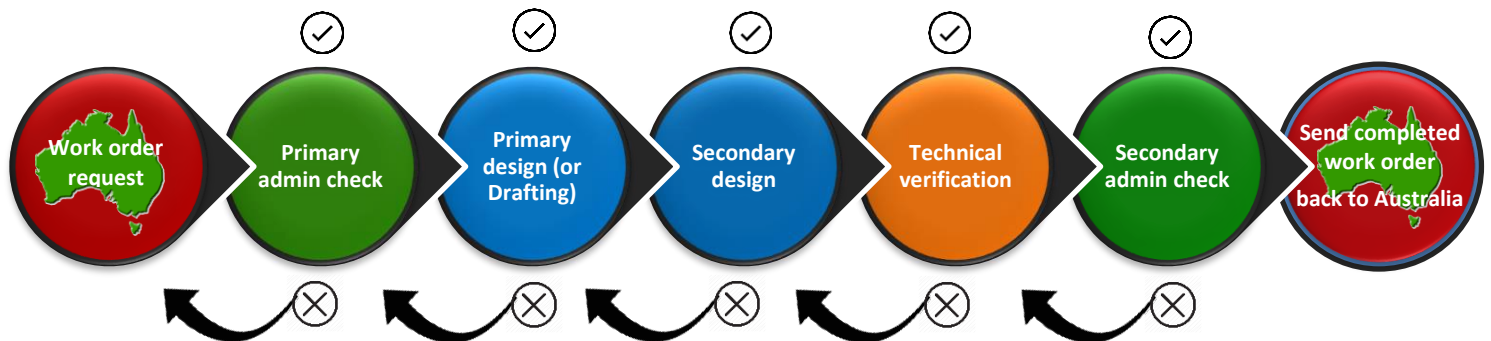 Work order
request
Primary
admin check
Primary
design (or
Drafting)
Secondary
design
Technical
verification
Secondary
admin check
Send completed
work order
back to Australia